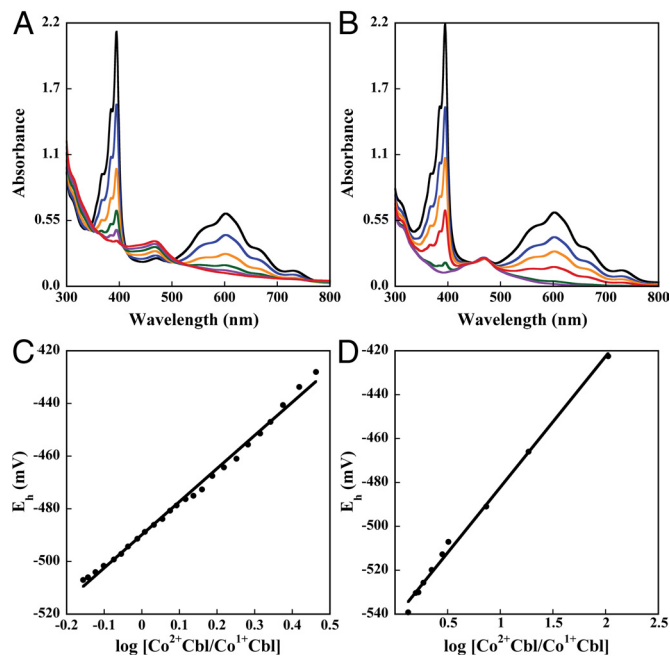 A
2.2
1.7
1.1
0.55
0.0
Absorbance
300 400 500 600 700 800
Wavelength (nm)
B
2.2
1.7
1.1
0.55
0.0
Absorbance
300 400 500 600 700 800
Wavelength (nm)
C
-420
-440
-460
-480
-500
-520
E_h (mV)
-0.2 -0.1 0 0.1 0.2 0.3 0.4 0.5
log [Co²⁺Cbl/Co¹⁺Cbl]
D
-420
-440
-460
-480
-500
-520
-540
E_h (mV)
0.5 1.0 1.5 2.0 2.5
log [Co²⁺Cbl/Co¹⁺Cbl]